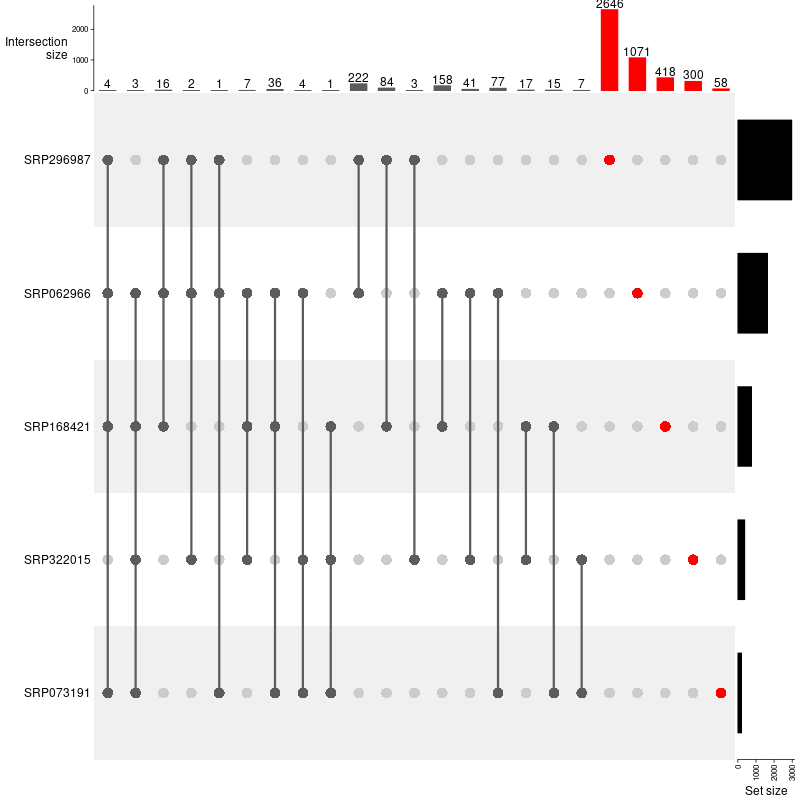 2646
Intersection
size
2000
1000
0
4 3 16 2 1 7 36 4 1 222 84 3 158 41 77 17 15 7 1071 418 300 58
SRP296987
SRP062966
SRP168421
SRP322015
SRP073191
0 1000 2000 3000
Set size